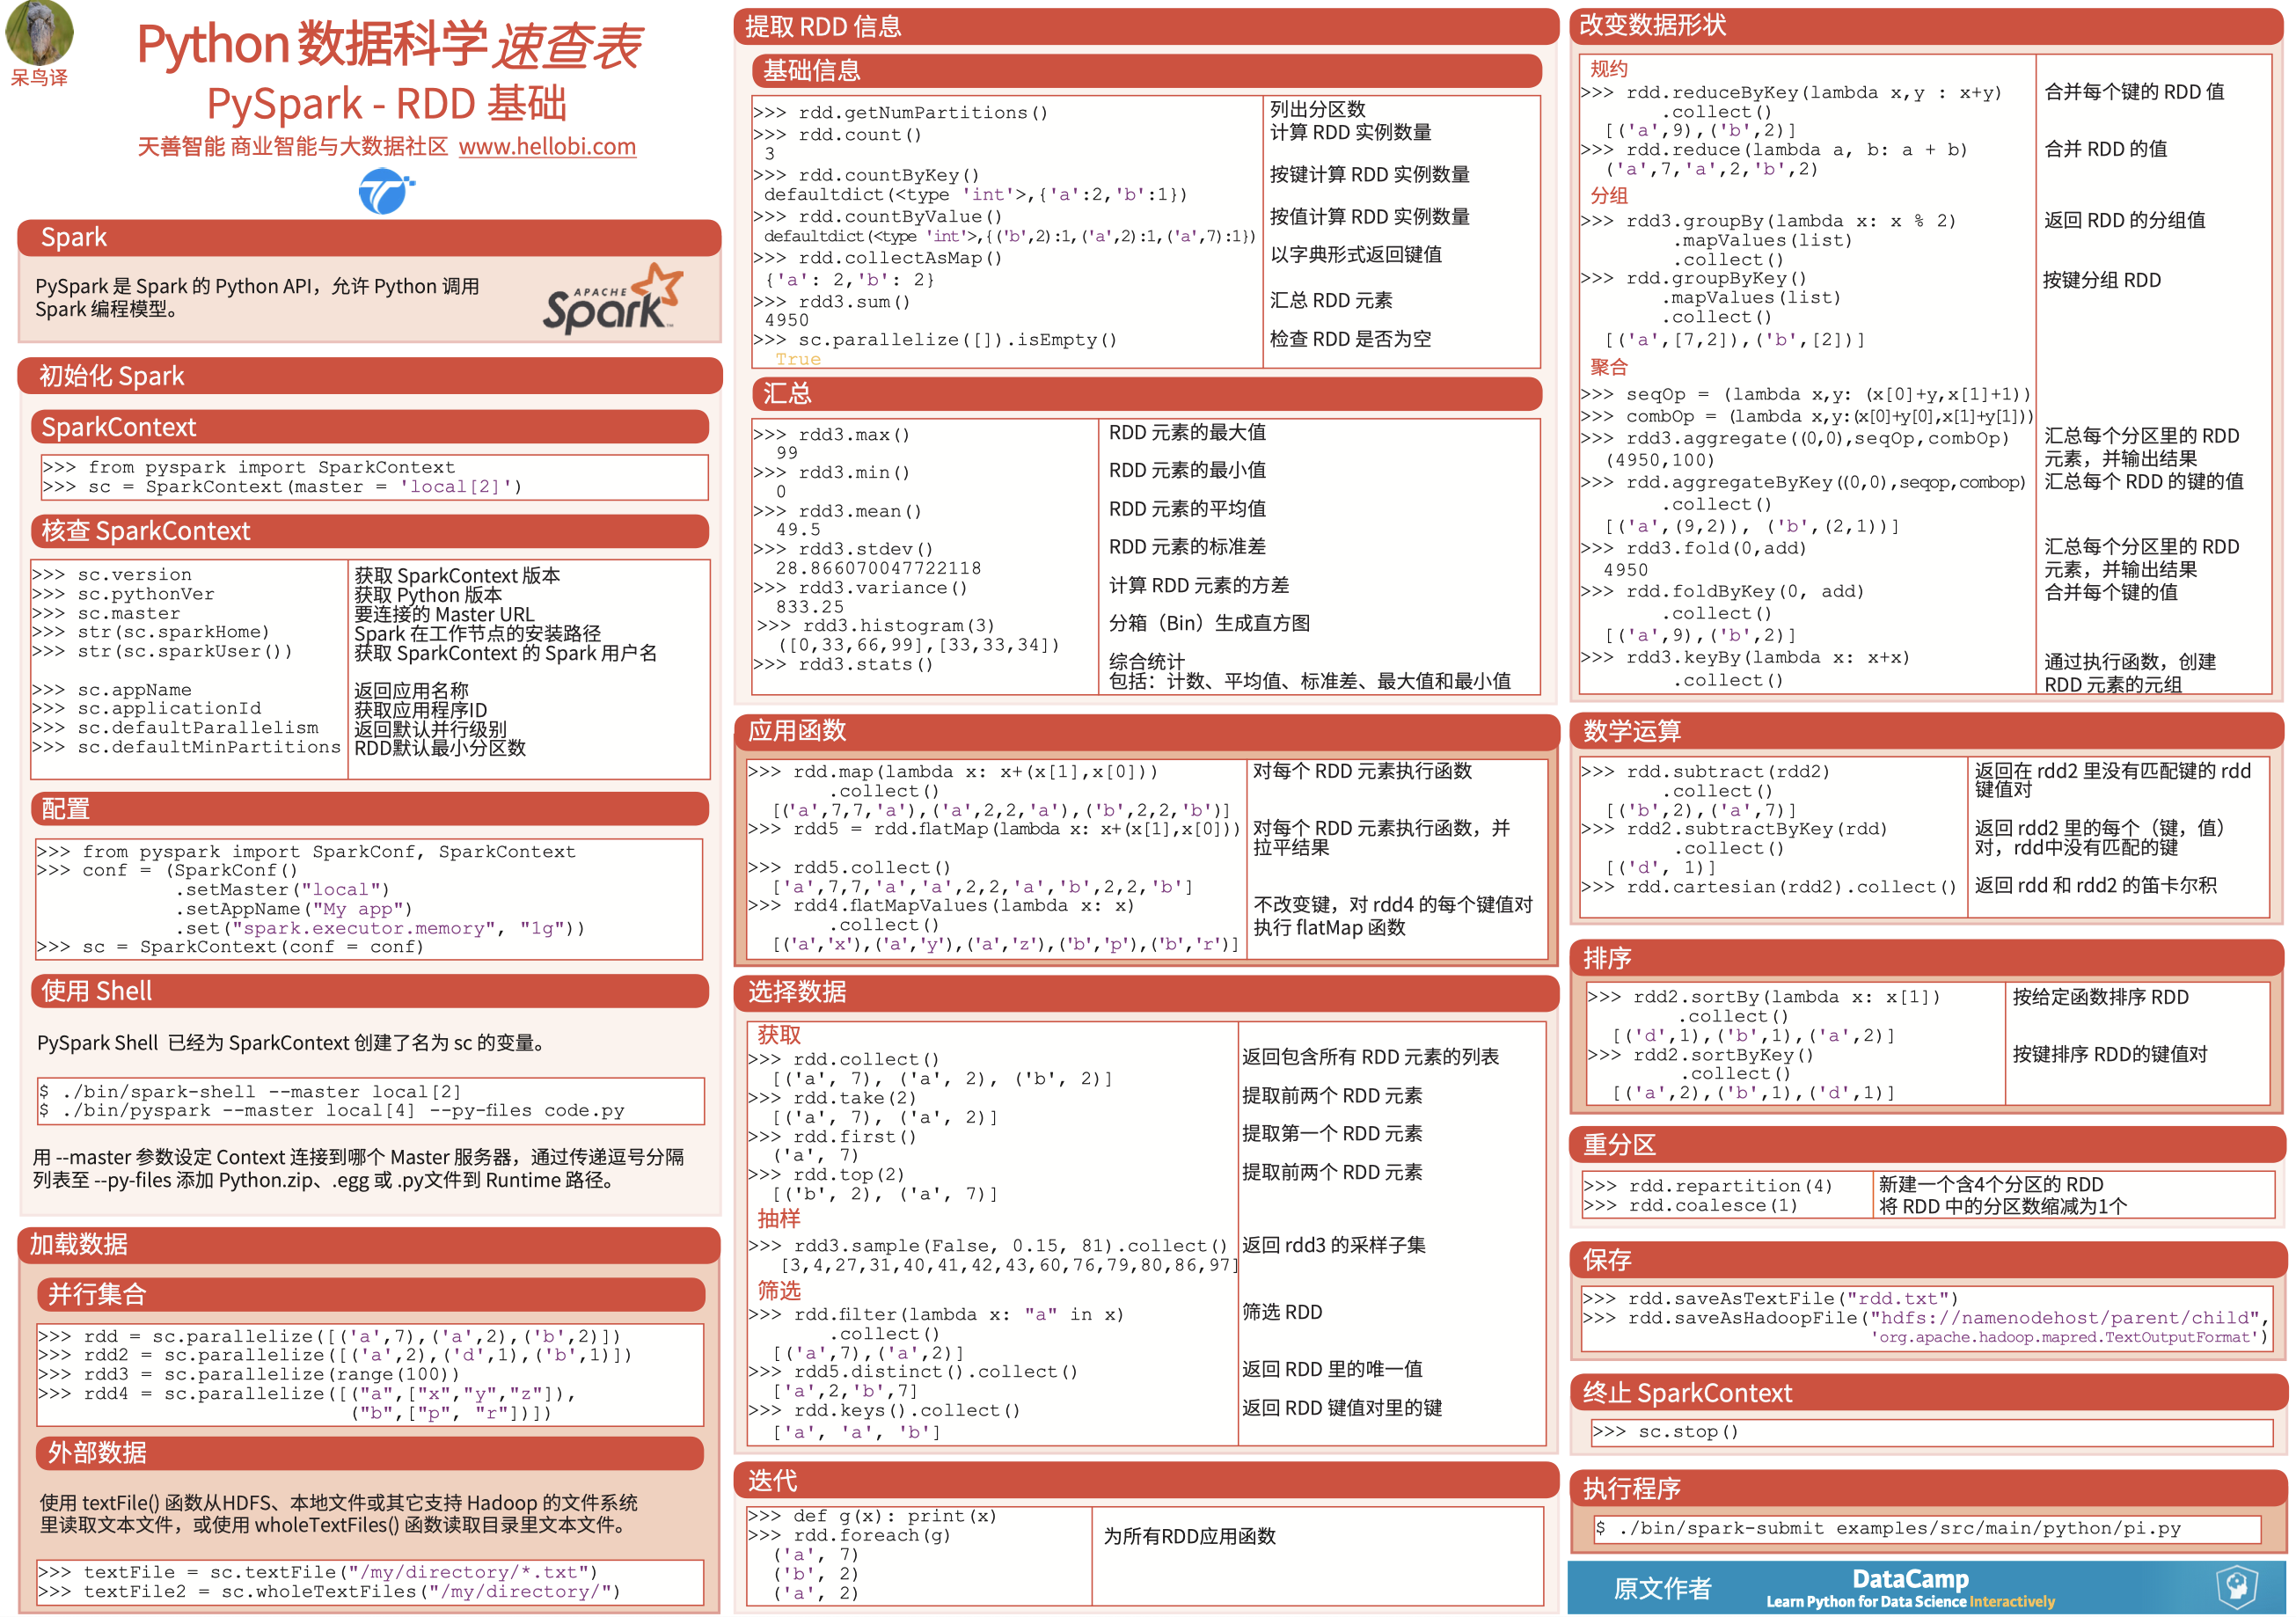 呆鸟译
Python 数据科学 速查表
PySpark - RDD 基础
天善智能 商业智能与大数据社区 www.hellobi.com
Spark
PySpark 是 Spark 的 Python API，允许 Python 调用
Spark 编程模型。
APACHE
Spark™
初始化 Spark
SparkContext
>>> from pyspark import SparkContext
>>> sc = SparkContext(master = 'local[2]')
核查 SparkContext
>>> sc.version 获取 SparkContext 版本
>>> sc.pythonVer 获取 Python 版本
>>> sc.master 要连接的 Master URL
>>> str(sc.sparkHome) Spark 在工作节点的安装路径
>>> str(sc.sparkUser()) 获取 SparkContext 的 Spark 用户名
>>> sc.appName 返回应用名称
>>> sc.applicationId 获取应用程序ID
>>> sc.defaultParallelism 返回默认并行级别
>>> sc.defaultMinPartitions RDD默认最小分区数
配置
>>> from pyspark import SparkConf, SparkContext
>>> conf = (SparkConf()
.setMaster("local")
.setAppName("My app")
.set("spark.executor.memory", "1g"))
>>> sc = SparkContext(conf = conf)
使用 Shell
PySpark Shell 已经为 SparkContext 创建了名为 sc 的变量。
$ ./bin/spark-shell --master local[2]
$ ./bin/pyspark --master local[4] --py-files code.py
用 --master 参数设定 Context 连接到哪个 Master 服务器，通过传递逗号分隔
列表至 --py-files 添加 Python.zip、.egg 或 .py文件到 Runtime 路径。
加载数据
并行集合
>>> rdd = sc.parallelize([('a',7),('a',2),('b',2)])
>>> rdd2 = sc.parallelize([('a',2),('d',1),('b',1)])
>>> rdd3 = sc.parallelize(range(100))
>>> rdd4 = sc.parallelize([("a",["x","y","z"]),
("b",["p", "r"])])
外部数据
使用 textFile() 函数从HDFS、本地文件或其它支持 Hadoop 的文件系统
里读取文本文件，或使用 wholeTextFiles() 函数读取目录里文本文件。
>>> textFile = sc.textFile("/my/directory/*.txt")
>>> textFile2 = sc.wholeTextFiles("/my/directory/")
提取 RDD 信息
基础信息
>>> rdd.getNumPartitions() 列出分区数
>>> rdd.count() 计算 RDD 实例数量
3
>>> rdd.countByKey() 按键计算 RDD 实例数量
defaultdict(<type 'int'>,{'a':2,'b':1})
>>> rdd.countByValue() 按值计算 RDD 实例数量
defaultdict(<type 'int'>,{('b',2):1,('a',2):1,('a',7):1})
>>> rdd.collectAsMap() 以字典形式返回键值
{'a': 2,'b': 2}
>>> rdd3.sum() 汇总 RDD 元素
4950
>>> sc.parallelize([]).isEmpty() 检查 RDD 是否为空
True
汇总
>>> rdd3.max() RDD 元素的最大值
99
>>> rdd3.min() RDD 元素的最小值
0
>>> rdd3.mean() RDD 元素的平均值
49.5
>>> rdd3.stdev() RDD 元素的标准差
28.866070047722118
>>> rdd3.variance() 计算 RDD 元素的方差
833.25
>>> rdd3.histogram(3) 分箱（Bin）生成直方图
([0,33,66,99],[33,33,34])
>>> rdd3.stats() 综合统计
包括：计数、平均值、标准差、最大值和最小值
应用函数
>>> rdd.map(lambda x: x+(x[1],x[0])) 对每个 RDD 元素执行函数
.collect()
[('a',7,7,'a'),('a',2,2,'a'),('b',2,2,'b')]
>>> rdd5 = rdd.flatMap(lambda x: x+(x[1],x[0])) 对每个 RDD 元素执行函数，并
拉平结果
>>> rdd5.collect()
['a',7,7,'a','a',2,2,'a','b',2,2,'b']
>>> rdd4.flatMapValues(lambda x: x) 不改变键，对 rdd4 的每个键值对
.collect() 执行 flatMap 函数
[('a','x'),('a','y'),('a','z'),('b','p'),('b','r')]
选择数据
获取
>>> rdd.collect() 返回包含所有 RDD 元素的列表
[('a', 7), ('a', 2), ('b', 2)]
>>> rdd.take(2) 提取前两个 RDD 元素
[('a', 7), ('a', 2)]
>>> rdd.first() 提取第一个 RDD 元素
('a', 7)
>>> rdd.top(2) 提取前两个 RDD 元素
[('b', 2), ('a', 7)]
抽样
>>> rdd3.sample(False, 0.15, 81).collect() 返回 rdd3 的采样子集
[3,4,27,31,40,41,42,43,60,76,79,80,86,97]
筛选
>>> rdd.filter(lambda x: "a" in x) 筛选 RDD
.collect()
[('a',7),('a',2)]
>>> rdd5.distinct().collect() 返回 RDD 里的唯一值
['a',2,'b',7]
>>> rdd.keys().collect() 返回 RDD 键值对里的键
['a', 'a', 'b']
迭代
>>> def g(x): print(x)
>>> rdd.foreach(g) 为所有RDD应用函数
('a', 7)
('b', 2)
('a', 2)
改变数据形状
规约
>>> rdd.reduceByKey(lambda x,y : x+y) 合并每个键的 RDD 值
.collect()
[('a',9),('b',2)]
>>> rdd.reduce(lambda a, b: a + b) 合并 RDD 的值
('a',7,'a',2,'b',2)
分组
>>> rdd3.groupBy(lambda x: x % 2) 返回 RDD 的分组值
.mapValues(list)
.collect()
>>> rdd.groupByKey() 按键分组 RDD
.mapValues(list)
.collect()
[('a',[7,2]),('b',[2])]
聚合
>>> seqOp = (lambda x,y: (x[0]+y,x[1]+1))
>>> combOp = (lambda x,y:(x[0]+y[0],x[1]+y[1]))
>>> rdd3.aggregate((0,0),seqOp,combOp) 汇总每个分区里的 RDD
(4950,100) 元素，并输出结果
>>> rdd.aggregateByKey((0,0),seqop,combop) 汇总每个 RDD 的键的值
.collect()
[('a',(9,2)), ('b',(2,1))]
>>> rdd3.fold(0,add) 汇总每个分区里的 RDD
4950 元素，并输出结果
>>> rdd.foldByKey(0, add) 合并每个键的值
.collect()
[('a',9),('b',2)]
>>> rdd3.keyBy(lambda x: x+x) 通过执行函数，创建
.collect() RDD 元素的元组
数学运算
>>> rdd.subtract(rdd2) 返回在 rdd2 里没有匹配键的 rdd
.collect() 键值对
[('b',2),('a',7)]
>>> rdd2.subtractByKey(rdd) 返回 rdd2 里的每个（键，值）
.collect() 对，rdd中没有匹配的键
[('d', 1)]
>>> rdd.cartesian(rdd2).collect() 返回 rdd 和 rdd2 的笛卡尔积
排序
>>> rdd2.sortBy(lambda x: x[1]) 按给定函数排序 RDD
.collect()
[('d',1),('b',1),('a',2)]
>>> rdd2.sortByKey() 按键排序 RDD的键值对
.collect()
[('a',2),('b',1),('d',1)]
重分区
>>> rdd.repartition(4) 新建一个含4个分区的 RDD
>>> rdd.coalesce(1) 将 RDD 中的分区数缩减为1个
保存
>>> rdd.saveAsTextFile("rdd.txt")
>>> rdd.saveAsHadoopFile("hdfs://namenodehost/parent/child",
'org.apache.hadoop.mapred.TextOutputFormat')
终止 SparkContext
>>> sc.stop()
执行程序
$ ./bin/spark-submit examples/src/main/python/pi.py
原文作者
DataCamp
Learn Python for Data Science Interactively